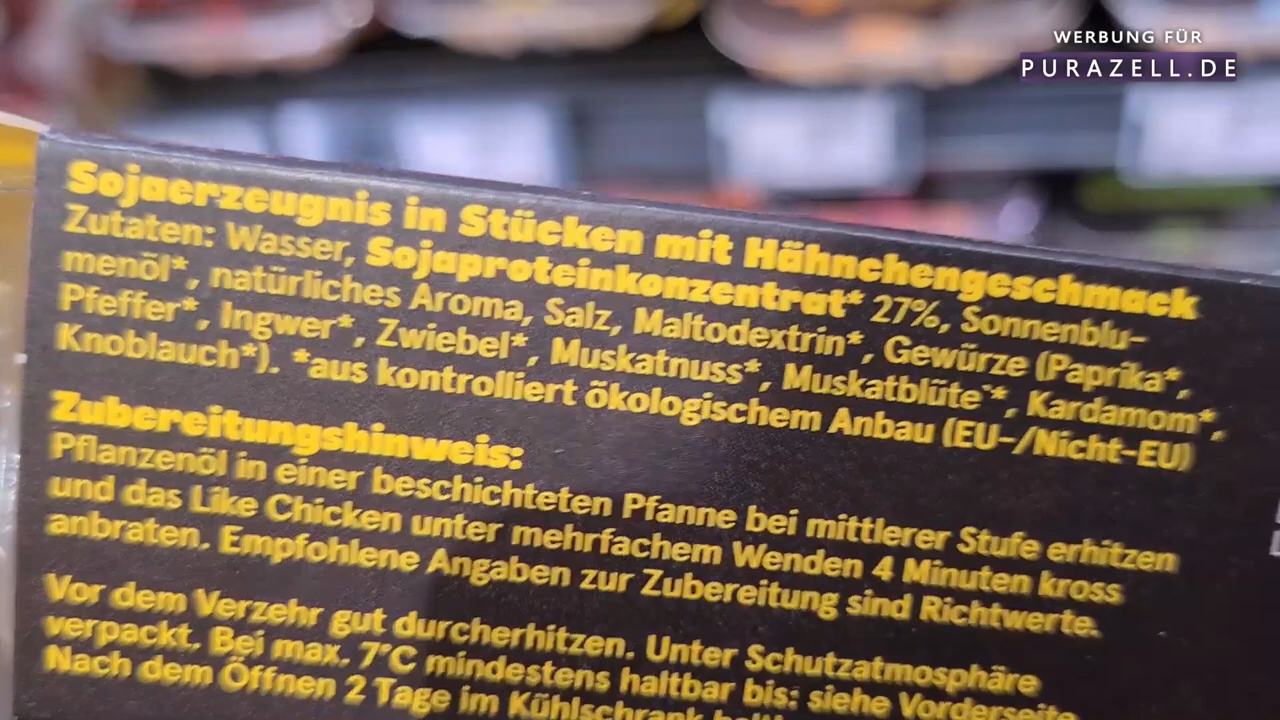 WERBUNG FÜR
PURAZELL.DE
Sojaerzeugnis in Stücken mit Hähnchengeschmack
Zutaten: Wasser, Sojaproteinkonzentrat* 27%, Sonnenblu-
menöl*, natürliches Aroma, Salz, Maltodextrin*, Gewürze (Paprika*,
Pfeffer*, Ingwer*, Zwiebel*, Muskatnuss*, Muskatblüte*, Kardamom*,
Knoblauch*). *aus kontrolliert ökologischem Anbau (EU-/Nicht-EU)
Zubereitungshinweis:
Pflanzenöl in einer beschichteten Pfanne bei mittlerer Stufe erhitzen
und das Like Chicken unter mehrfachem Wenden 4 Minuten kross
anbraten. Empfohlene Angaben zur Zubereitung sind Richtwerte.
Vor dem Verzehr gut durcherhitzen. Unter Schutzatmosphäre
verpackt. Bei max. 7°C mindestens haltbar bis: siehe Vorderseite.
Nach dem Öffnen 2 Tage im Kühlschrank